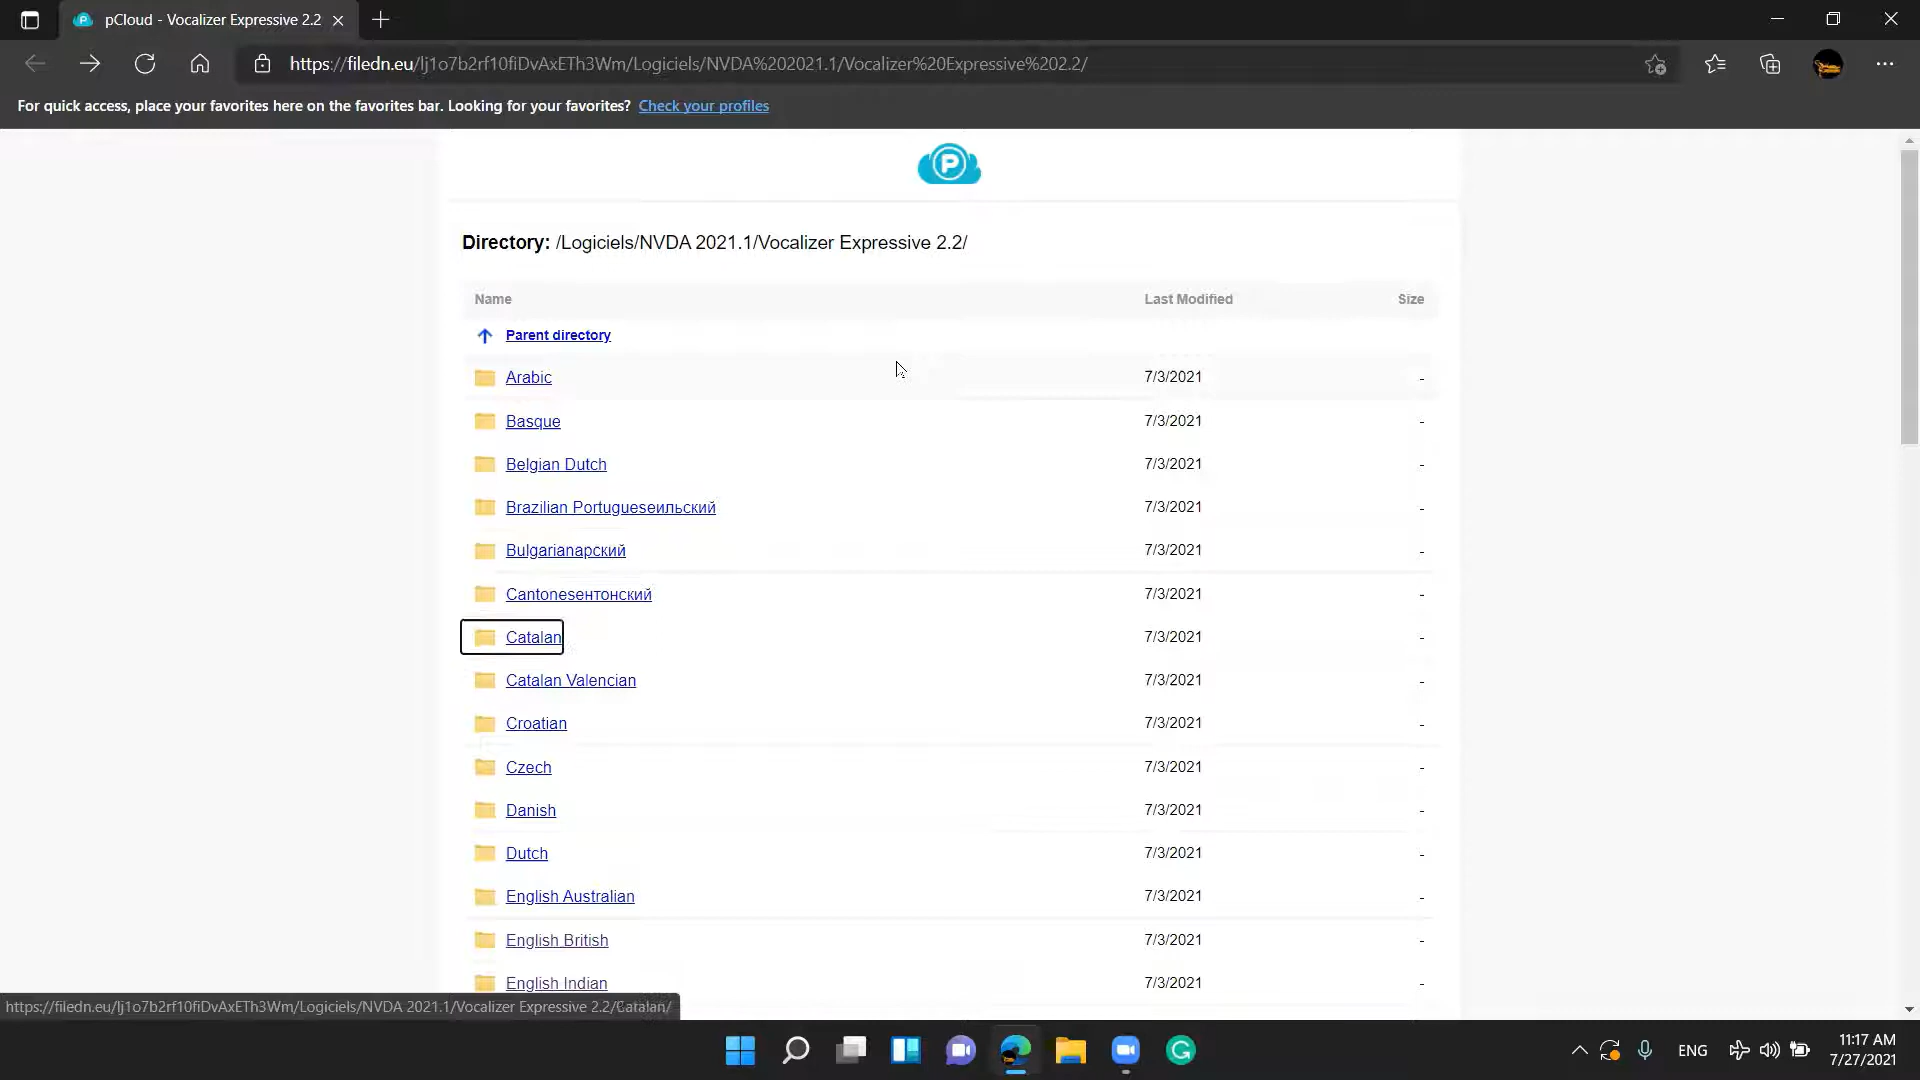 pCloud - Vocalizer Expressive 2.2
https://filedn.eu/lj1o7b2rf10fiDvAxETh3Wm/Logiciels/NVDA%202021.1/Vocalizer%20Expressive%202.2/
For quick access, place your favorites here on the favorites bar. Looking for your favorites? Check your profiles
Directory: /Logiciels/NVDA 2021.1/Vocalizer Expressive 2.2/
Name Last Modified Size
Parent directory
Arabic 7/3/2021 -
Basque 7/3/2021 -
Belgian Dutch 7/3/2021 -
Brazilian Portugueseильский 7/3/2021 -
Bulgarianарский 7/3/2021 -
Cantoneseнтонский 7/3/2021 -
Catalan 7/3/2021 -
Catalan Valencian 7/3/2021 -
Croatian 7/3/2021 -
Czech 7/3/2021 -
Danish 7/3/2021 -
Dutch 7/3/2021 -
English Australian 7/3/2021 -
English British 7/3/2021 -
English Indian 7/3/2021 -
https://filedn.eu/lj1o7b2rf10fiDvAxETh3Wm/Logiciels/NVDA 2021.1/Vocalizer Expressive 2.2/Catalan/
ENG
11:17 AM
7/27/2021